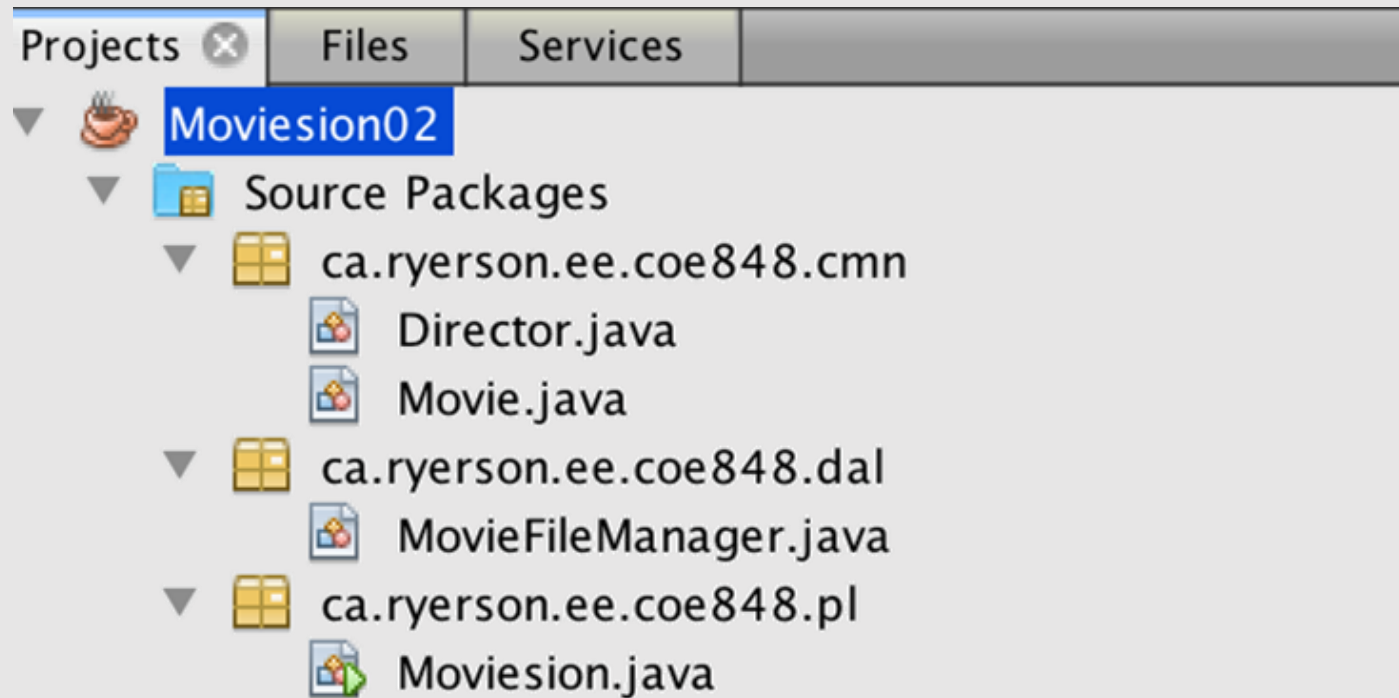 Projects Files Services
Moviesion02
Source Packages
ca.ryerson.ee.coe848.cmn
Director.java
Movie.java
ca.ryerson.ee.coe848.dal
MovieFileManager.java
ca.ryerson.ee.coe848.pl
Moviesion.java